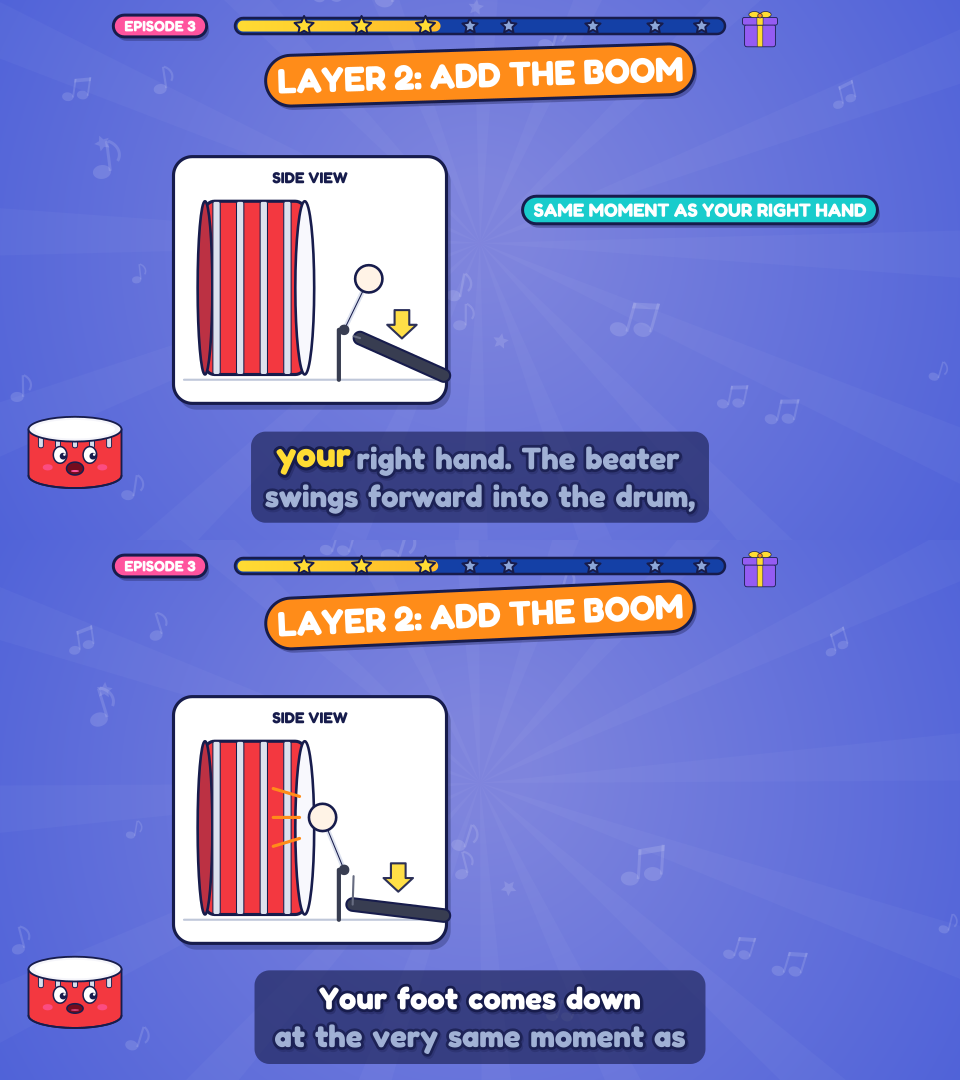 EPISODE 3
LAYER 2: ADD THE BOOM
SIDE VIEW
SAME MOMENT AS YOUR RIGHT HAND
your right hand. The beater
swings forward into the drum,
EPISODE 3
LAYER 2: ADD THE BOOM
SIDE VIEW
Your foot comes down
at the very same moment as